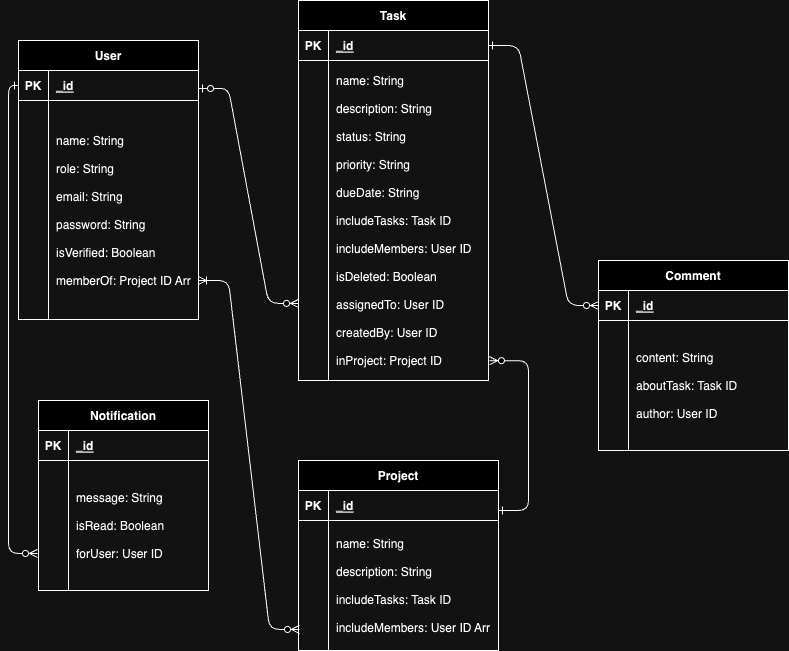 User
PK _id
name: String
role: String
email: String
password: String
isVerified: Boolean
memberOf: Project ID Arr
Task
PK _id
name: String
description: String
status: String
priority: String
dueDate: String
includeTasks: Task ID
includeMembers: User ID
isDeleted: Boolean
assignedTo: User ID
createdBy: User ID
inProject: Project ID
Comment
PK _id
content: String
aboutTask: Task ID
author: User ID
Notification
PK _id
message: String
isRead: Boolean
forUser: User ID
Project
PK _id
name: String
description: String
includeTasks: Task ID
includeMembers: User ID Arr